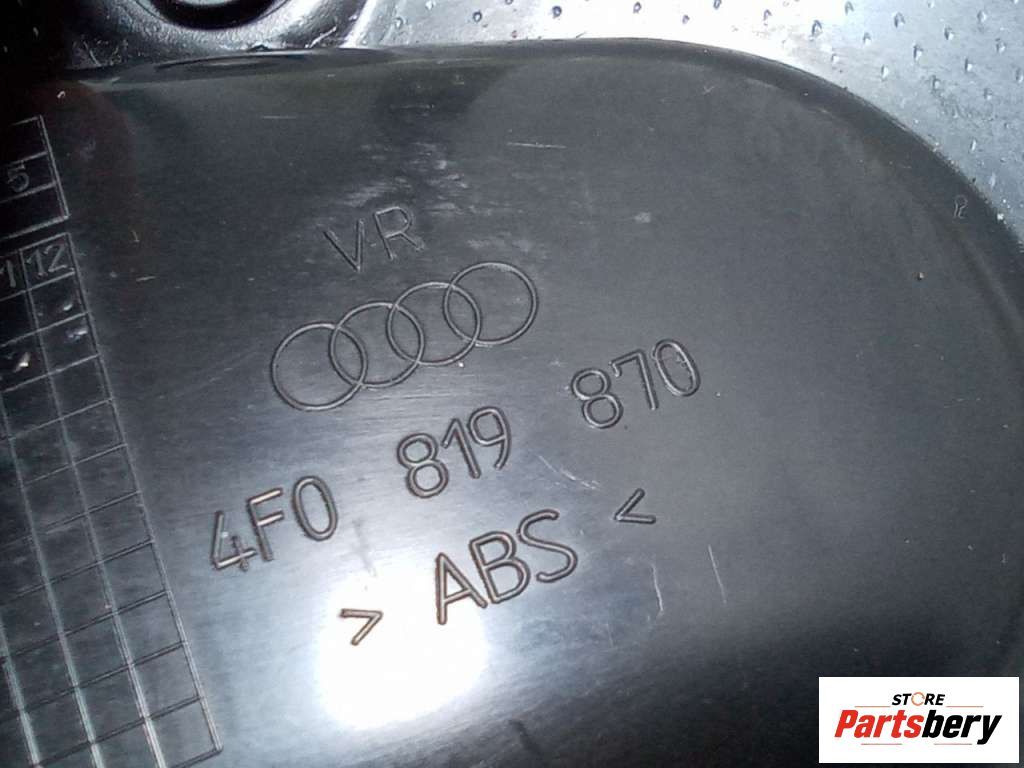 5
12
VR
4F0 819 870
> ABS <
STORE
Partsbery